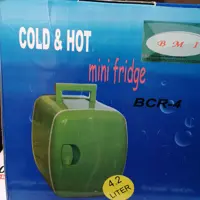 COLD & HOT
B M I
mini fridge
BCR-4
4.2
LITER